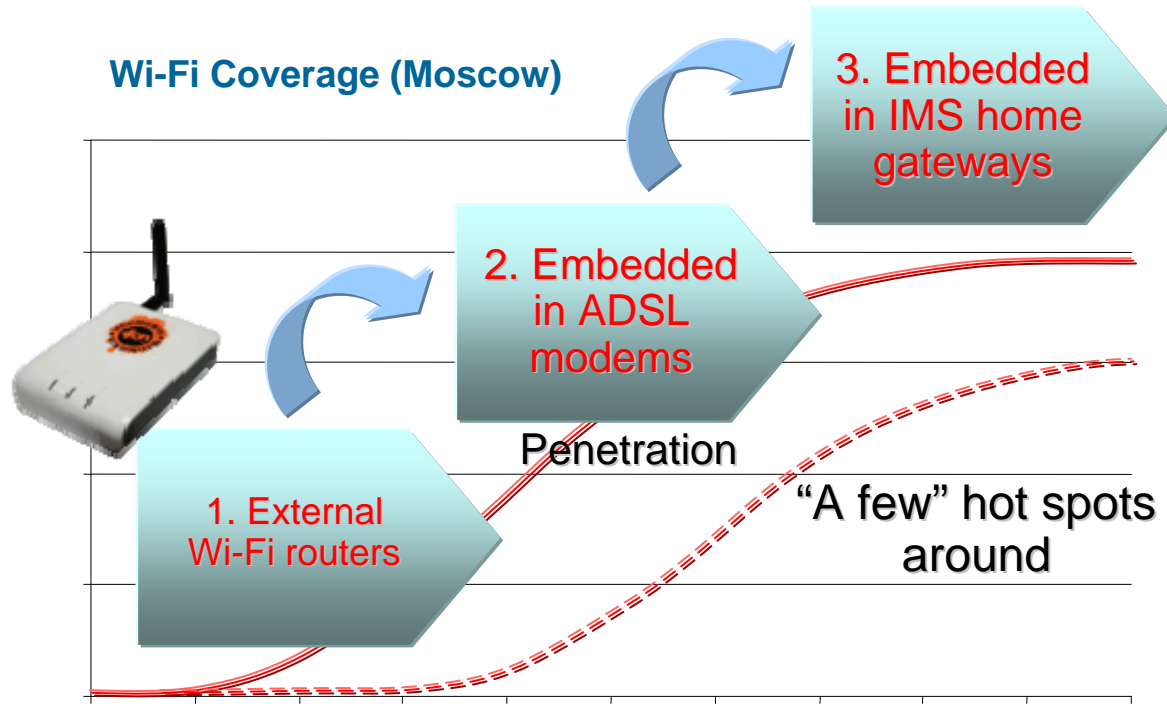 Wi-Fi Coverage (Moscow)
3. Embedded
in IMS home
gateways
2. Embedded
in ADSL
modems
Penetration
1. External
Wi-Fi routers
“A few” hot spots
around